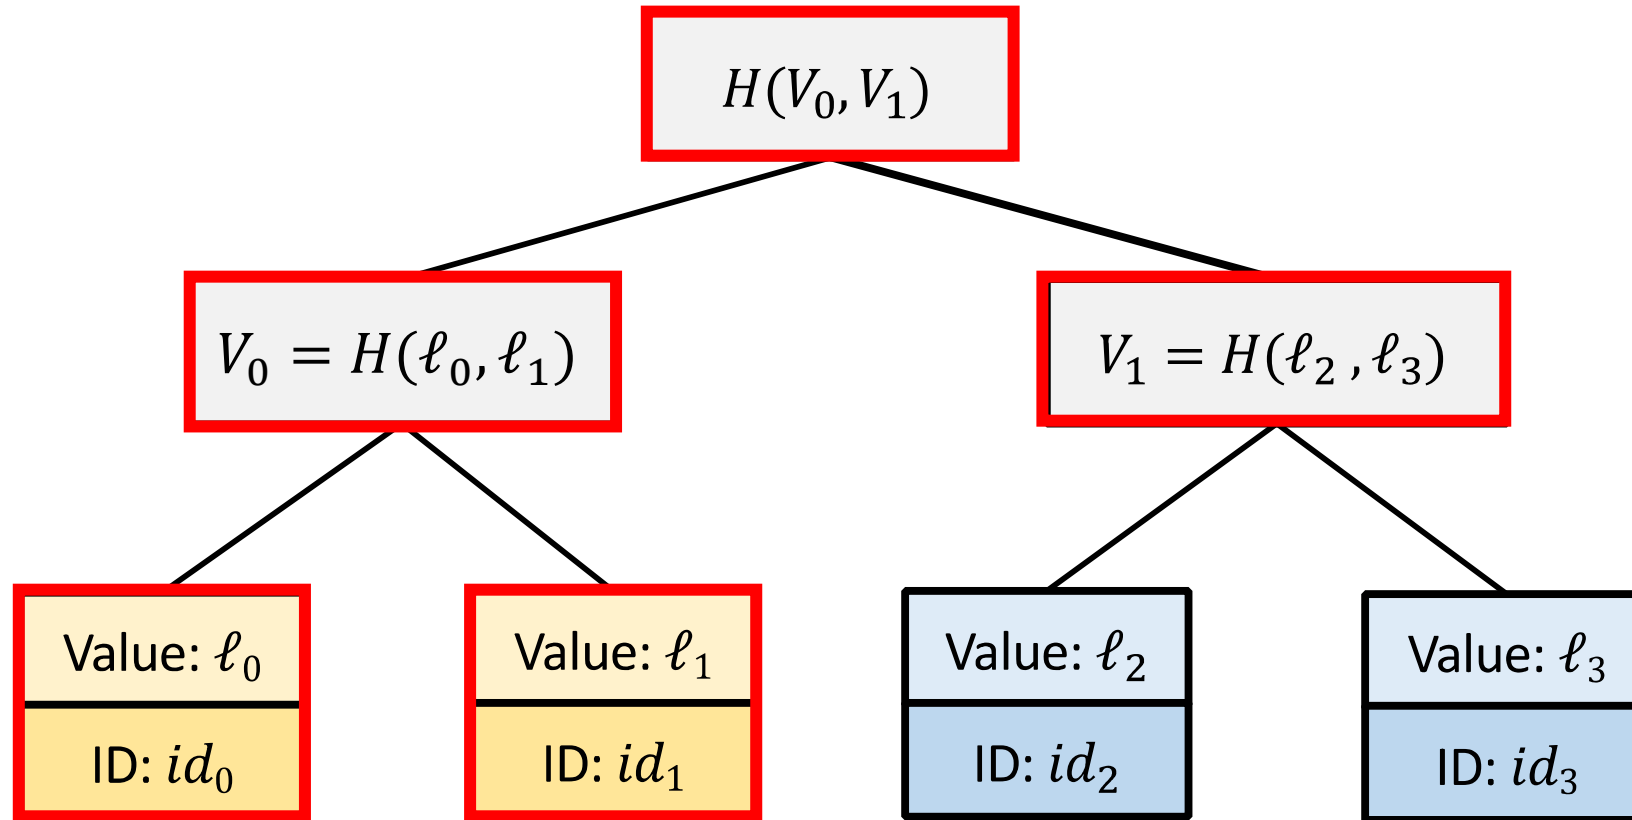 H(V₀, V₁)
V₀ = H(ℓ₀, ℓ₁)
V₁ = H(ℓ₂ , ℓ₃)
Value: ℓ₀
ID: id₀
Value: ℓ₁
ID: id₁
Value: ℓ₂
ID: id₂
Value: ℓ₃
ID: id₃